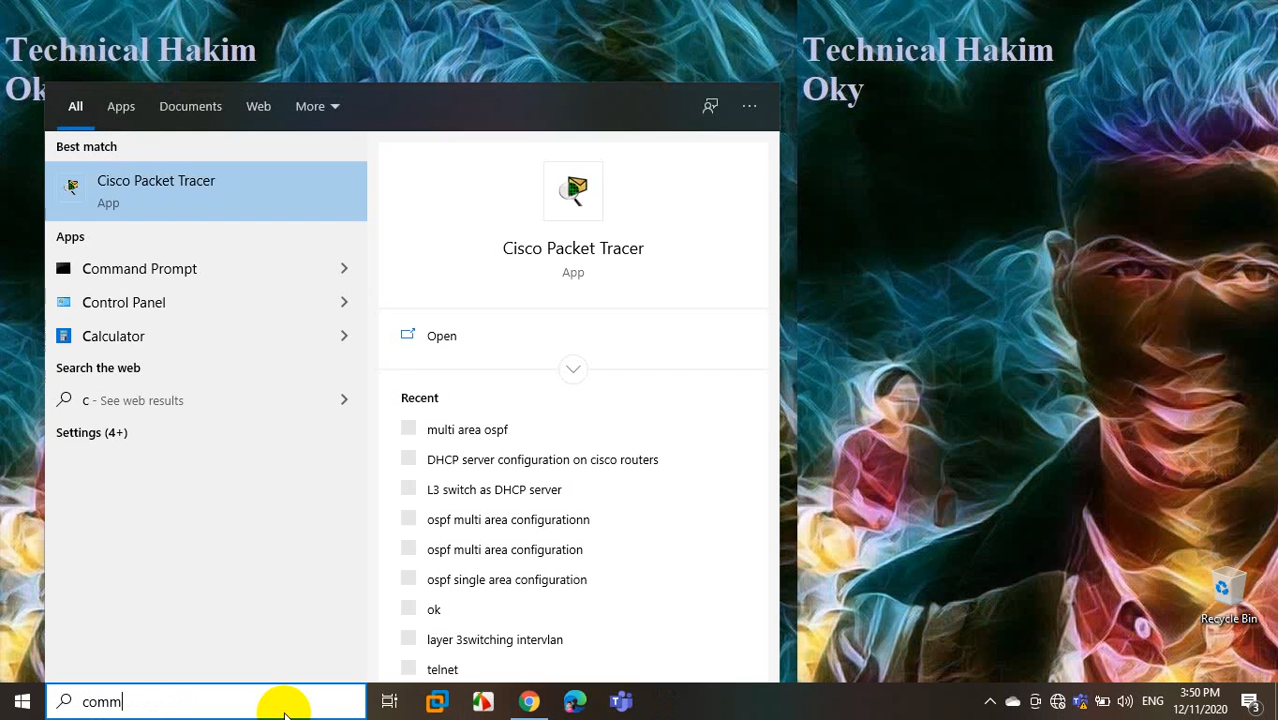 Technical Hakim
Ok
Technical Hakim
Oky
All
Apps
Documents
Web
More
Best match
Cisco Packet Tracer
App
Apps
Command Prompt
Control Panel
Calculator
Search the web
c - See web results
Settings (4+)
Cisco Packet Tracer
App
Open
Recent
multi area ospf
DHCP server configuration on cisco routers
L3 switch as DHCP server
ospf multi area configurationn
ospf multi area configuration
ospf single area configuration
ok
layer 3switching intervlan
telnet
Recycle Bin
comm
ENG
3:50 PM
12/11/2020
3